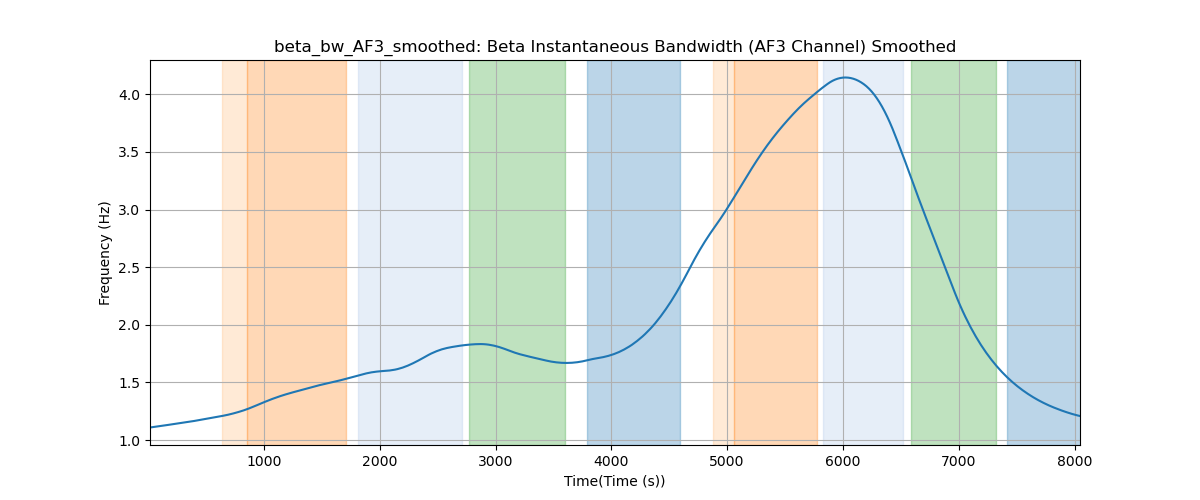 beta_bw_AF3_smoothed: Beta Instantaneous Bandwidth (AF3 Channel) Smoothed
4.0
3.5
3.0
2.5
2.0
1.5
1.0
Frequency (Hz)
1000 2000 3000 4000 5000 6000 7000 8000
Time(Time (s))